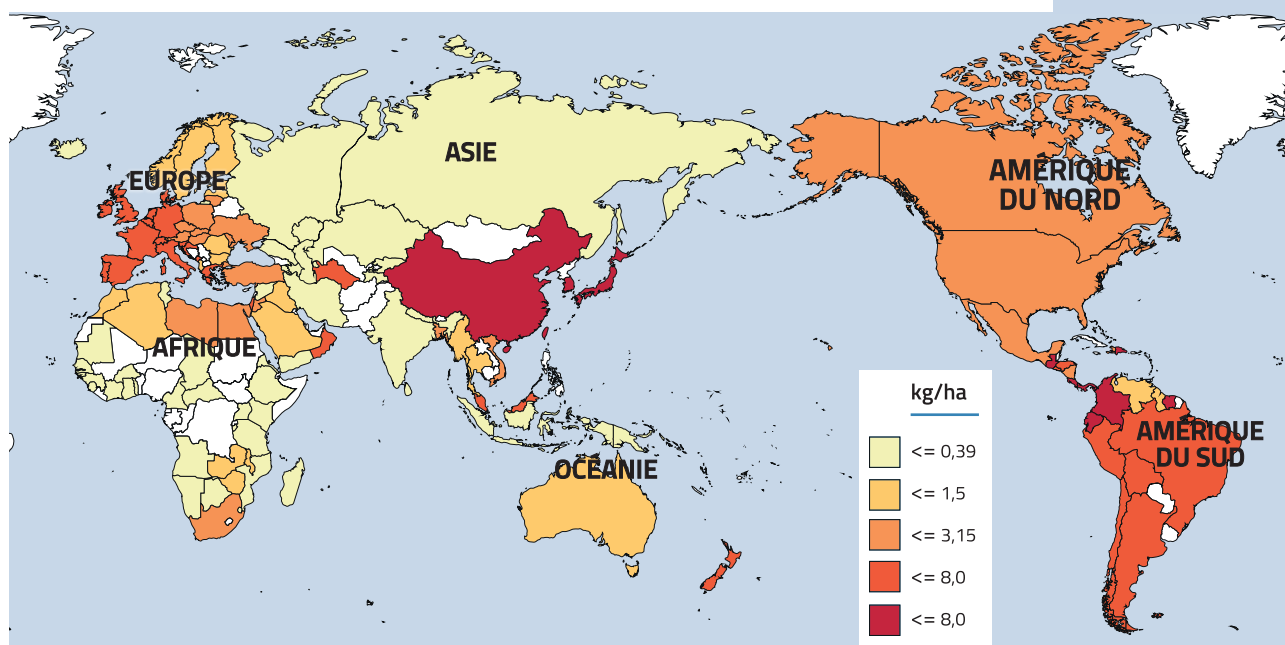 ASIE
EUROPE
AMÉRIQUE
DU NORD
AFRIQUE
kg/ha
<= 0,39
<= 1,5
<= 3,15
<= 8,0
<= 8,0
AMÉRIQUE
DU SUD
OCÉANIE